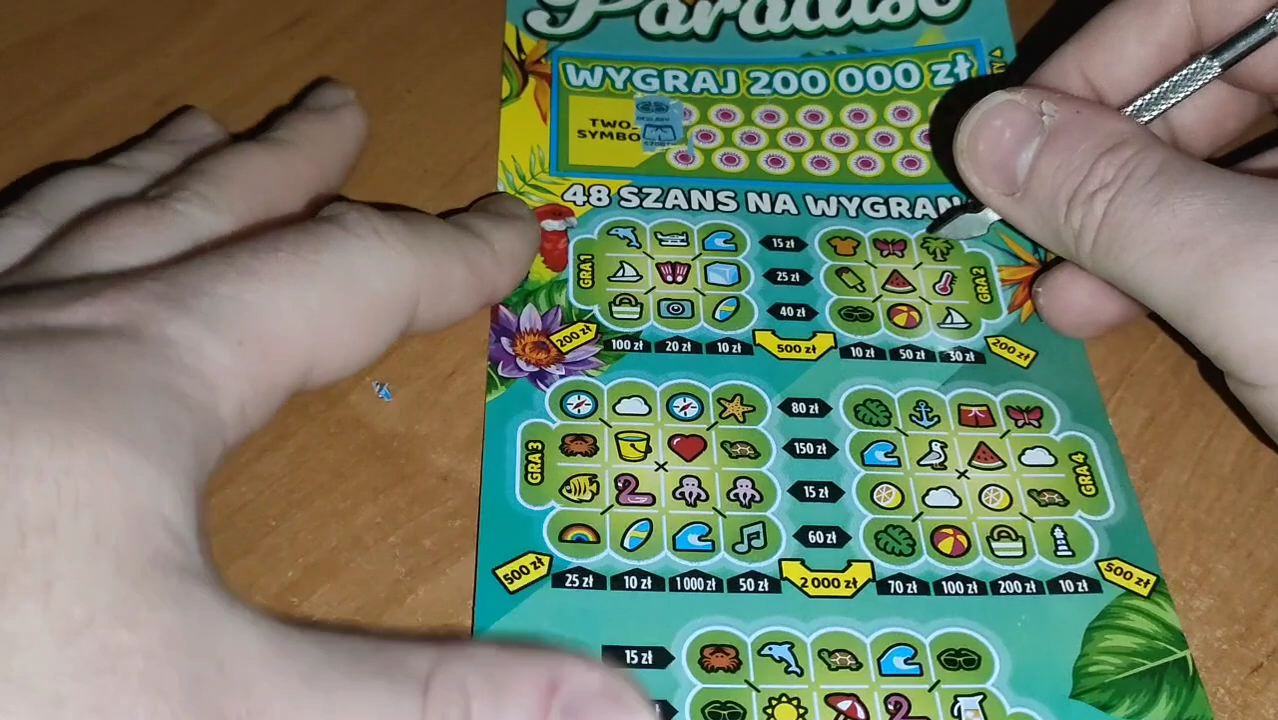 Paradise
WYGRAJ 200 000 zł
TWO
SYMBO
48 SZANS NA WYGRAN
GRA 1
15 zł
25 zł
40 zł
GRA 2
200 zł
100 zł 20 zł 10 zł
500 zł
10 zł 50 zł 30 zł
200 zł
GRA 3
80 zł
150 zł
15 zł
60 zł
GRA 4
500 zł
25 zł 10 zł 1 000 zł 50 zł
2 000 zł
70 zł 100 zł 200 zł 10 zł
500 zł
15 zł